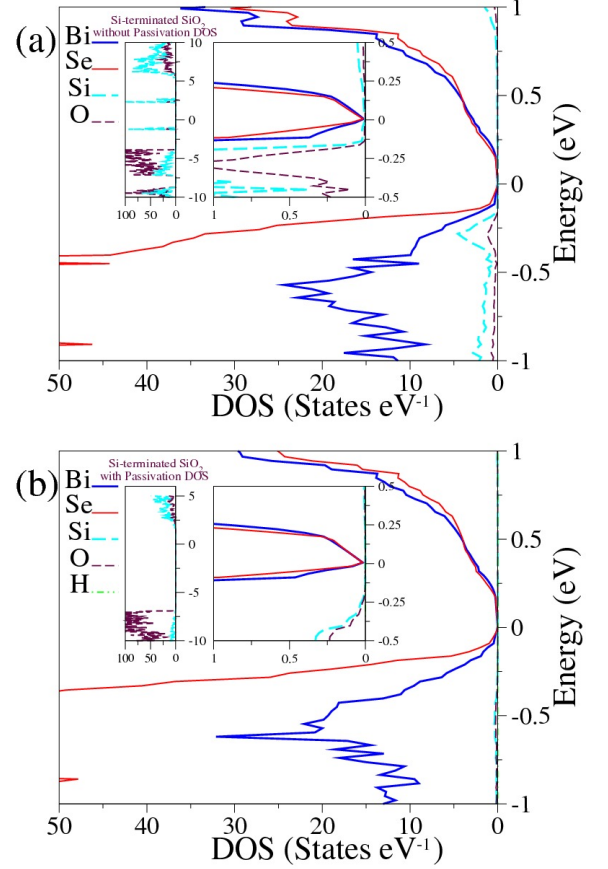 (a)
Bi
Se
Si
O
Si-terminated SiO2
without Passivation DOS
10
5
0
-5
-10
100 75 50 25 0
0.5
0.25
0
-0.25
-0.5
1 0.5 0
1
0.5
0
-0.5
-1
Energy (eV)
50 40 30 20 10 0
DOS (States eV-1)
(b)
Bi
Se
Si
O
H
Si-terminated SiO2
with Passivation DOS
5
0
-5
-10
100 75 50 25 0
0.5
0.25
0
-0.25
-0.5
1 0.5 0
1
0.5
0
-0.5
-1
Energy (eV)
50 40 30 20 10 0
DOS (States eV-1)